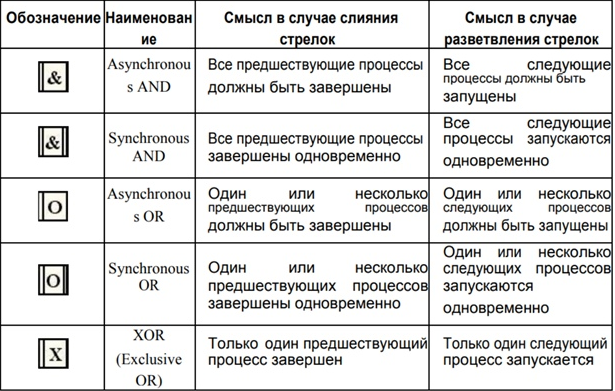 Обозначение Наименован
ие Смысл в случае слияния
стрелок Смысл в случае
разветвления стрелок
& Asynchronou
s AND Все предшествующие процессы
должны быть завершены Все следующие
процессы должны быть
запущены
& Synchronous
AND Все предшествующие процессы
завершены одновременно Все следующие
процессы запускаются
одновременно
O Asynchronou
s OR Один или несколько
предшествующих процессов
должны быть завершены Один или несколько
следующих процессов
должны быть запущены
O Synchronous
OR Один или несколько
предшествующих процессов
завершены одновременно Один или несколько
следующих процессов
запускаются
одновременно
X XOR
(Exclusive
OR) Только один предшествующий
процесс завершен Только один следующий
процесс запускается